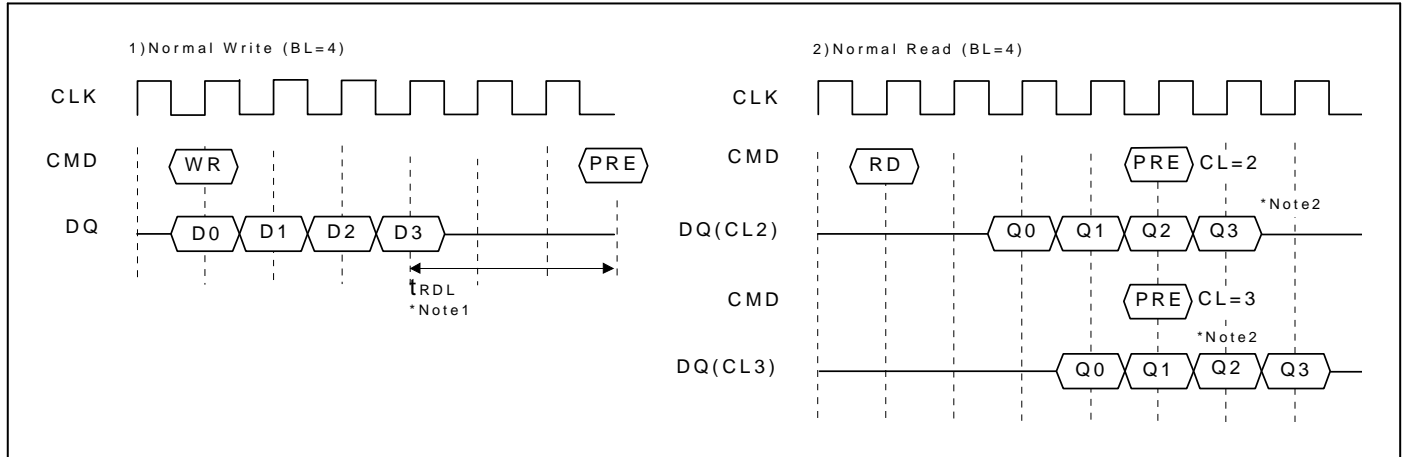 1)Normal Write (BL=4)
CLK
CMD
WR
PRE
DQ
D0 D1 D2 D3
tRDL
*Note1
2)Normal Read (BL=4)
CLK
CMD
RD
PRE CL=2
*Note2
DQ(CL2)
Q0 Q1 Q2 Q3
CMD
PRE CL=3
*Note2
DQ(CL3)
Q0 Q1 Q2 Q3